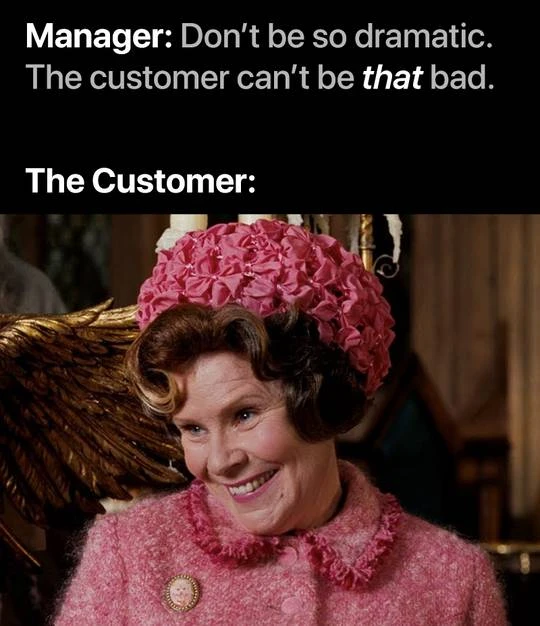 Manager: Don’t be so dramatic.
The customer can’t be that bad.
The Customer: